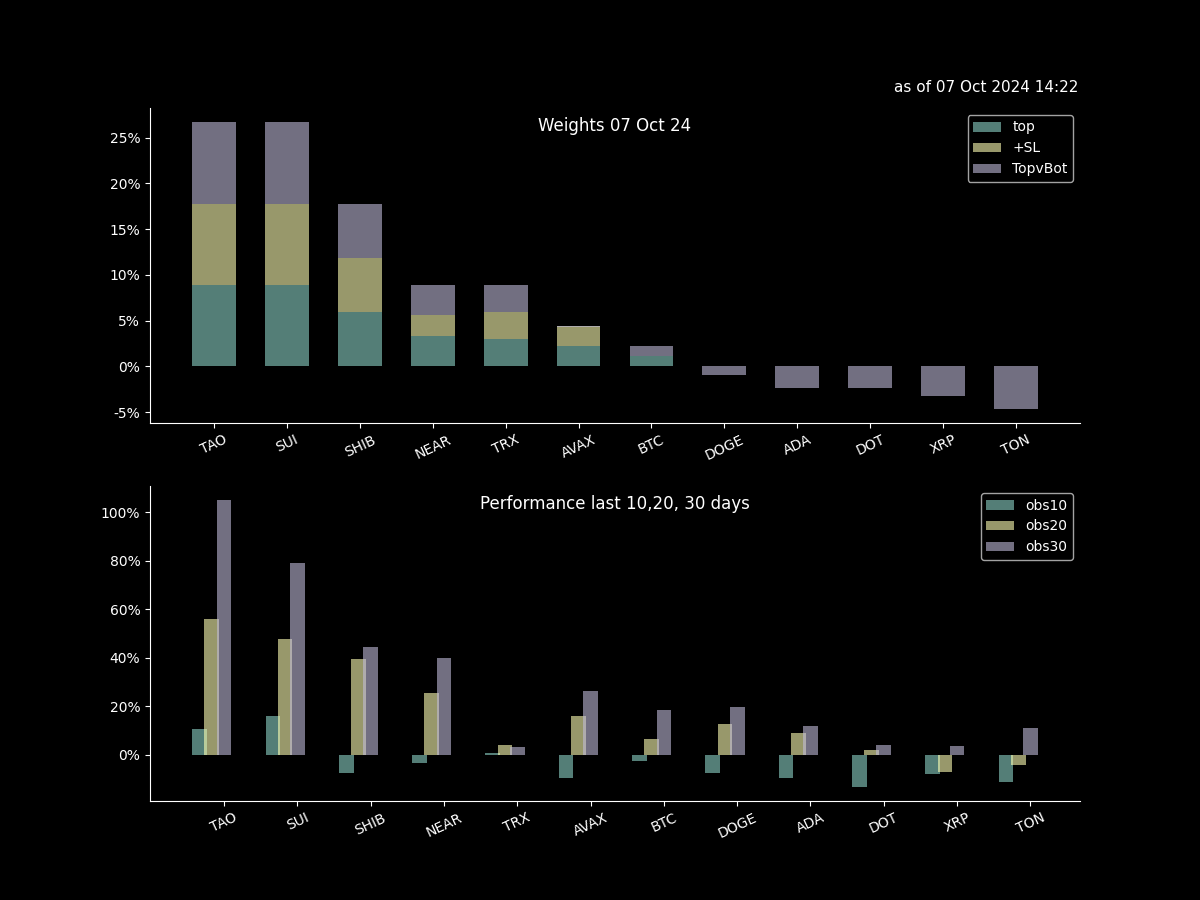 as of 07 Oct 2024 14:22
Weights 07 Oct 24
top
+SL
TopvBot
25%
20%
15%
10%
5%
0%
-5%
TAO SUI SHIB NEAR TRX AVAX BTC DOGE ADA DOT XRP TON
Performance last 10,20, 30 days
obs10
obs20
obs30
100%
80%
60%
40%
20%
0%
TAO SUI SHIB NEAR TRX AVAX BTC DOGE ADA DOT XRP TON